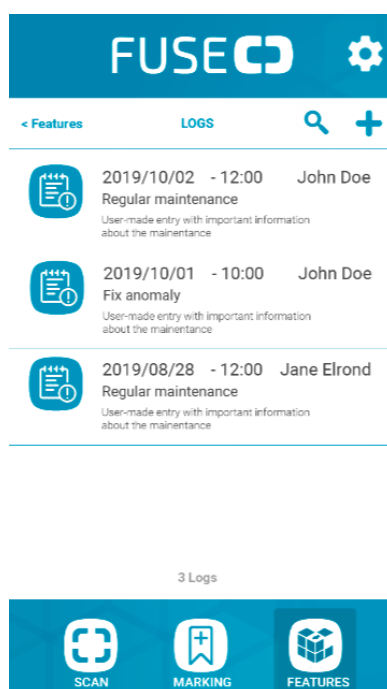 FUSE
< Features LOGS
2019/10/02 - 12:00 John Doe
Regular maintenance
User-made entry with important information
about the mainentance
2019/10/01 - 10:00 John Doe
Fix anomaly
User-made entry with important information
about the mainentance
2019/08/28 - 12:00 Jane Elrond
Regular maintenance
User-made entry with important information
about the mainentance
3 Logs
SCAN MARKING FEATURES